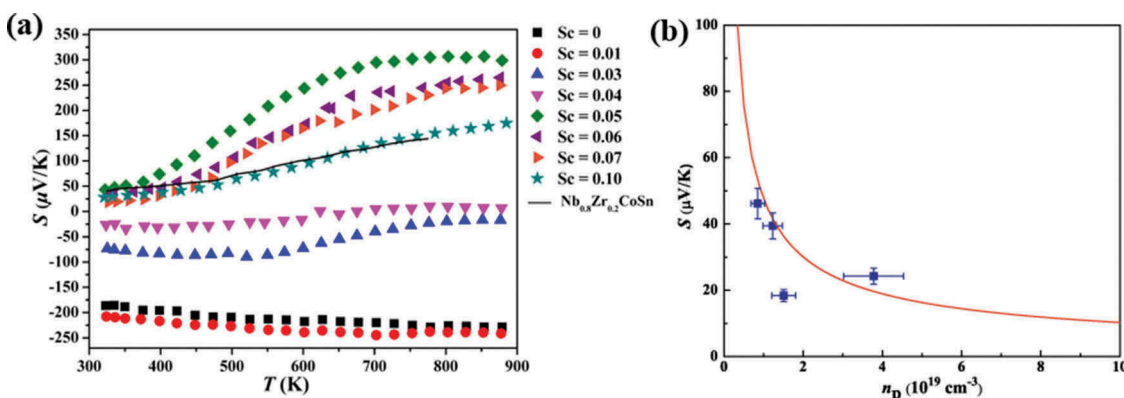 (a)
350
300
250
200
150
100
50
0
-50
-100
-150
-200
-250
S (μV/K)
300 400 500 600 700 800 900
T (K)
Sc = 0
Sc = 0.01
Sc = 0.03
Sc = 0.04
Sc = 0.05
Sc = 0.06
Sc = 0.07
Sc = 0.10
Nb0.8Zr0.2CoSn
(b)
100
80
60
40
20
0
S (μV/K)
0 2 4 6 8 10
np (10^19 cm^-3)